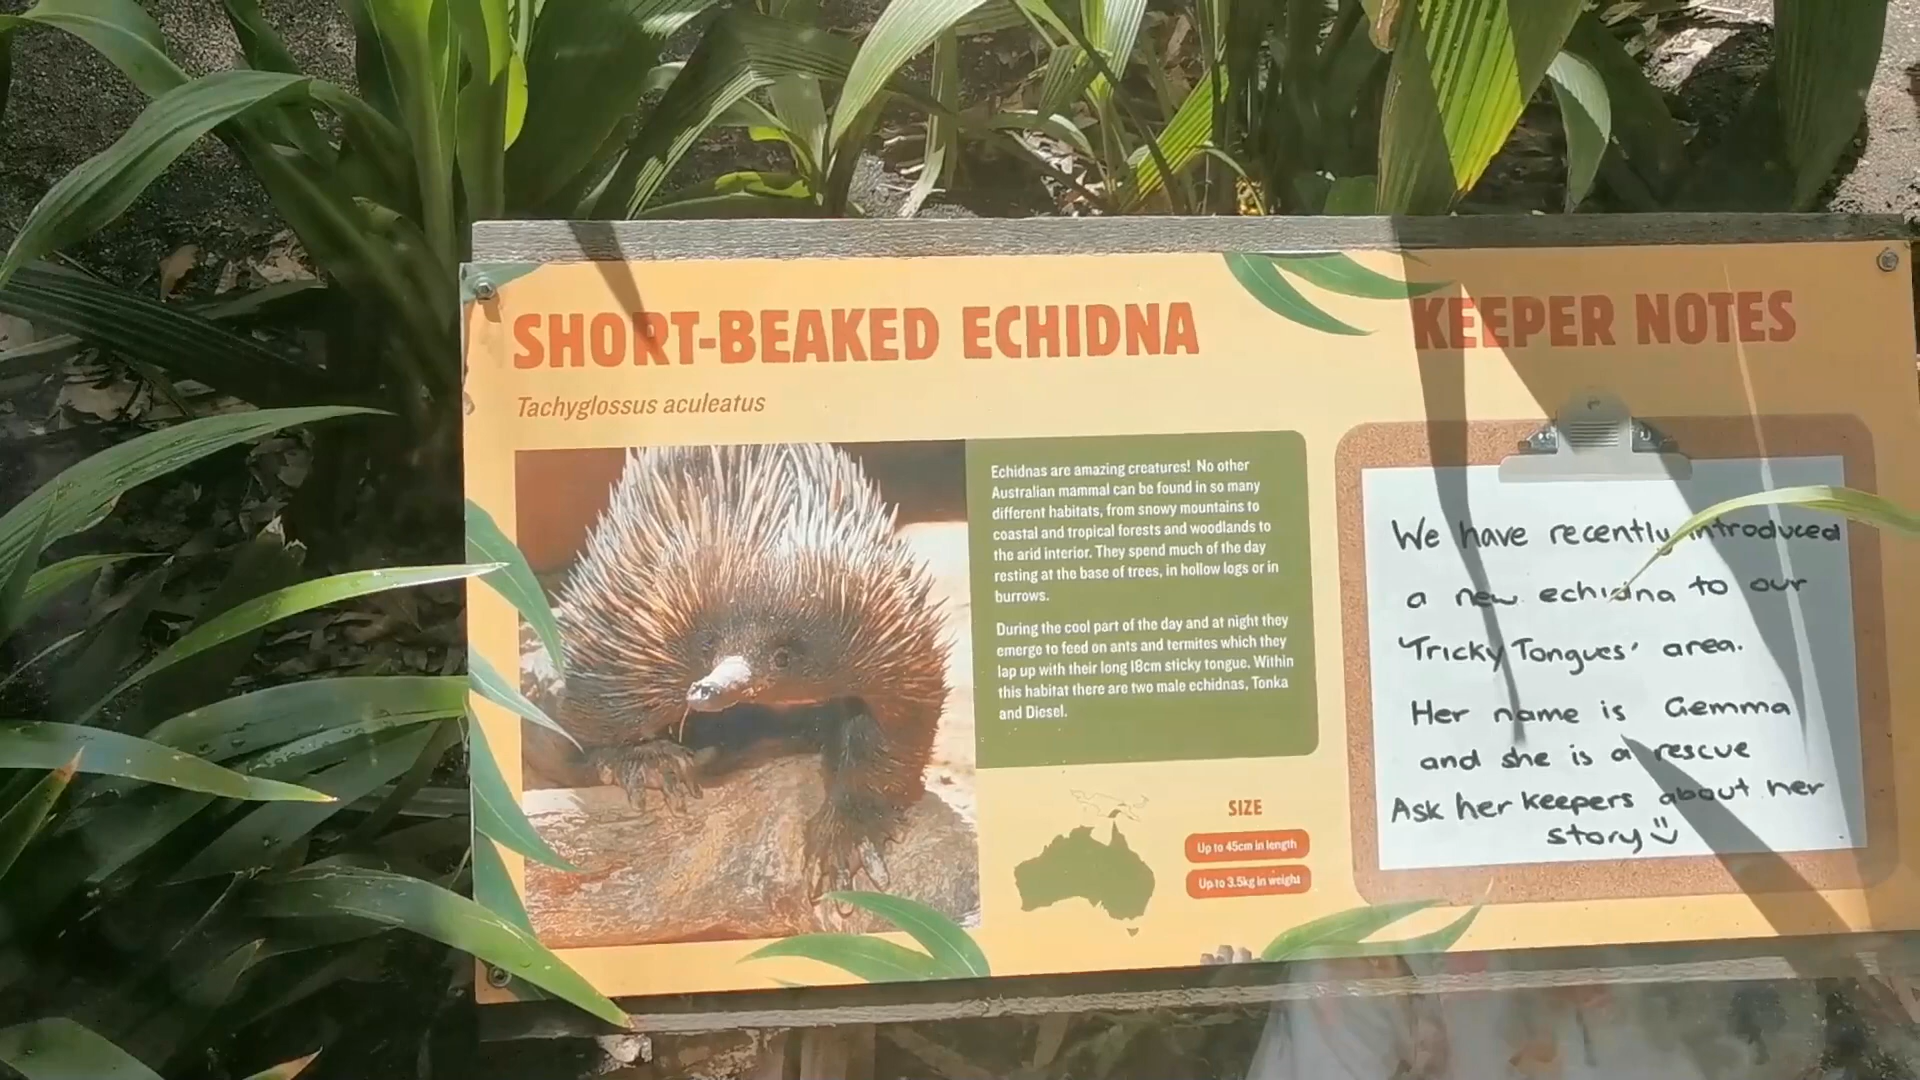 SHORT-BEAKED ECHIDNA
Tachyglossus aculeatus
Echidnas are amazing creatures! No other
Australian mammal can be found in so many
different habitats, from snowy mountains to
coastal and tropical forests and woodlands to
the arid interior. They spend much of the day
resting at the base of trees, in hollow logs or in
burrows.
During the cool part of the day and at night they
emerge to feed on ants and termites which they
lap up with their long 18cm sticky tongue. Within
this habitat there are two male echidnas, Tonka
and Diesel.
SIZE
Up to 45cm in length
Up to 3.5kg in weight
KEEPER NOTES
We have recently introduced
a new echidna to our
'Tricky Tongues' area.
Her name is Gemma
and she is a rescue
Ask her keepers about her
story